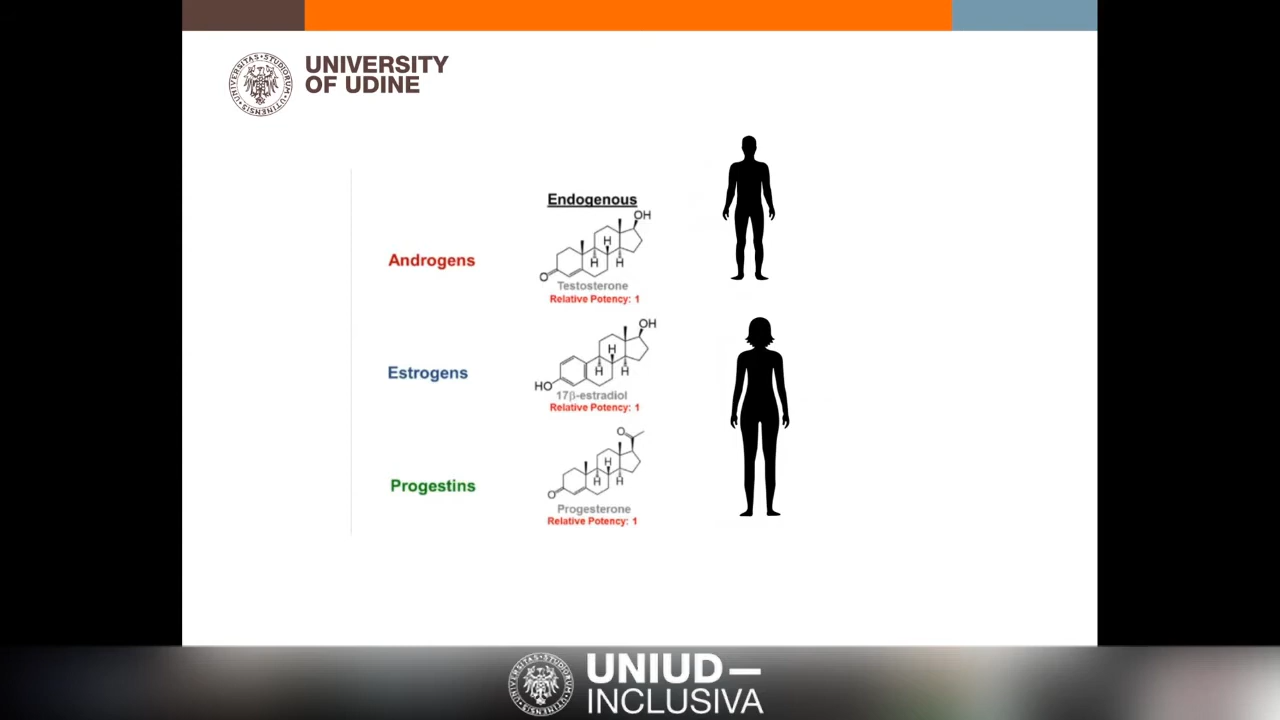 UNIVERSITY
OF UDINE
Endogenous
OH
H
H
H
O
Androgens
Testosterone
Relative Potency: 1
OH
H
H
H
HO
Estrogens
17β-estradiol
Relative Potency: 1
O
H
H
H
O
Progestins
Progesterone
Relative Potency: 1
UNIUD—
INCLUSIVA